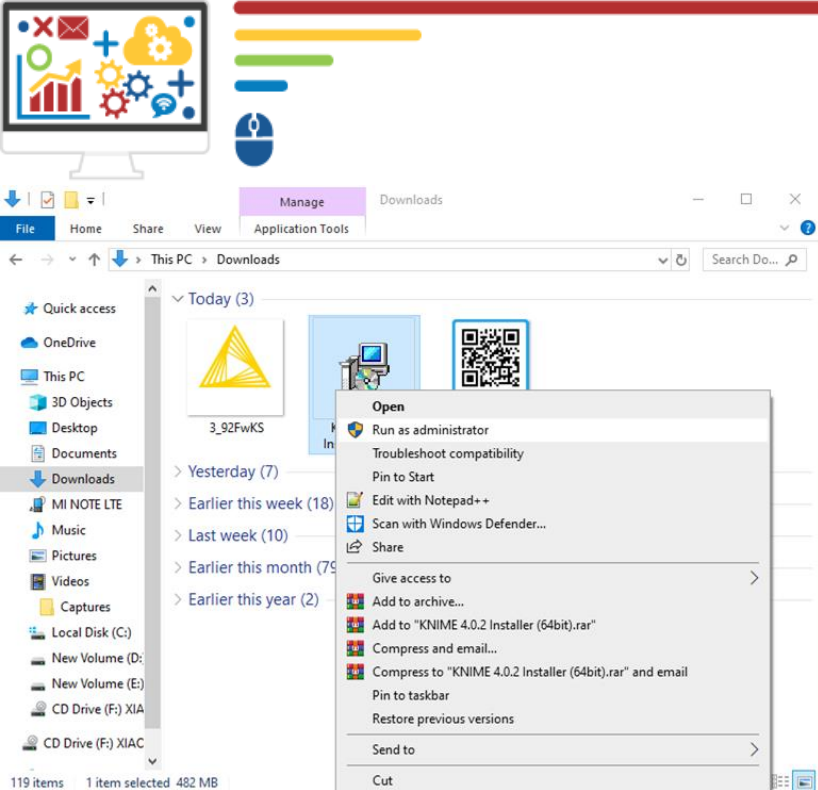 Manage
Downloads
File
Home
Share
View
Application Tools
This PC
Downloads
Search Do...
Quick access
OneDrive
This PC
3D Objects
Desktop
Documents
Downloads
MI NOTE LTE
Music
Pictures
Videos
Captures
Local Disk (C:)
New Volume (D:
New Volume (E:)
CD Drive (F:) XIA
CD Drive (F:) XIAC
Today (3)
3_92FwKS
Yesterday (7)
Earlier this week (18)
Last week (10)
Earlier this month (79
Earlier this year (2)
Open
Run as administrator
Troubleshoot compatibility
Pin to Start
Edit with Notepad++
Scan with Windows Defender...
Share
Give access to
Add to archive...
Add to "KNIME 4.0.2 Installer (64bit).rar"
Compress and email...
Compress to "KNIME 4.0.2 Installer (64bit).rar" and email
Pin to taskbar
Restore previous versions
Send to
Cut
119 items
1 item selected 482 MB